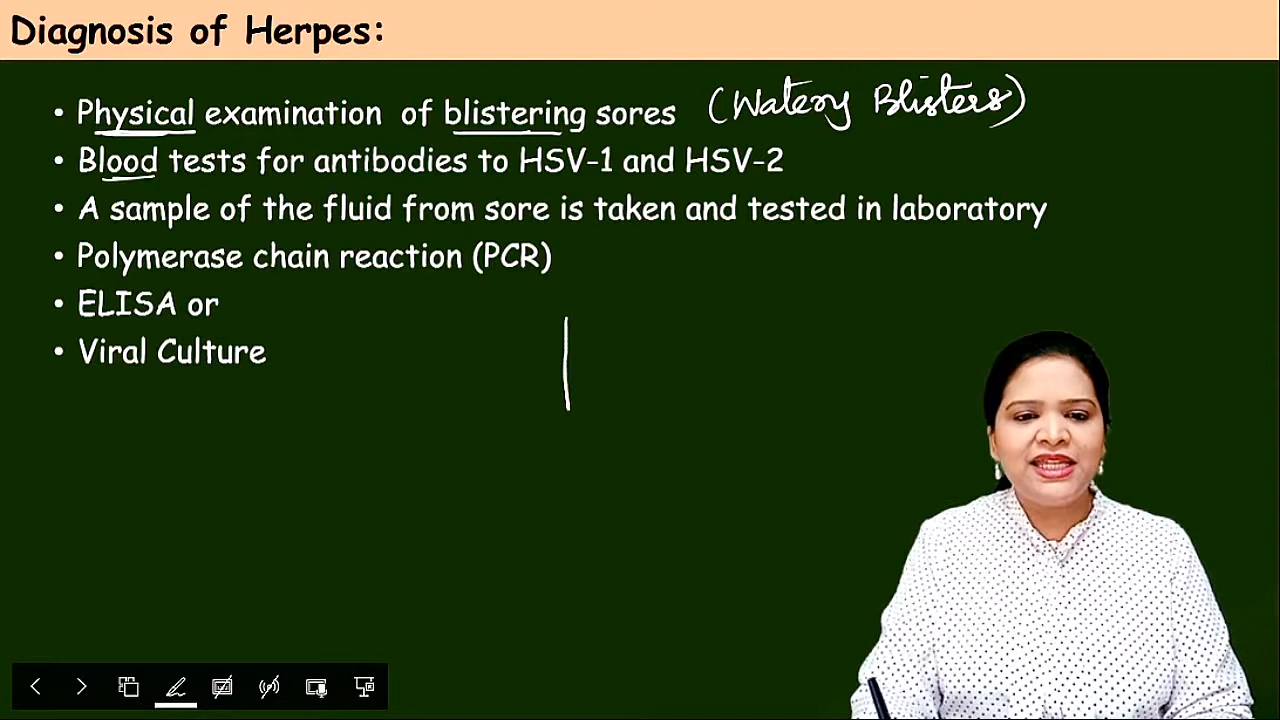 Diagnosis of Herpes:
• Physical examination of blistering sores (Watery Blisters)
• Blood tests for antibodies to HSV-1 and HSV-2
• A sample of the fluid from sore is taken and tested in laboratory
• Polymerase chain reaction (PCR)
• ELISA or
• Viral Culture